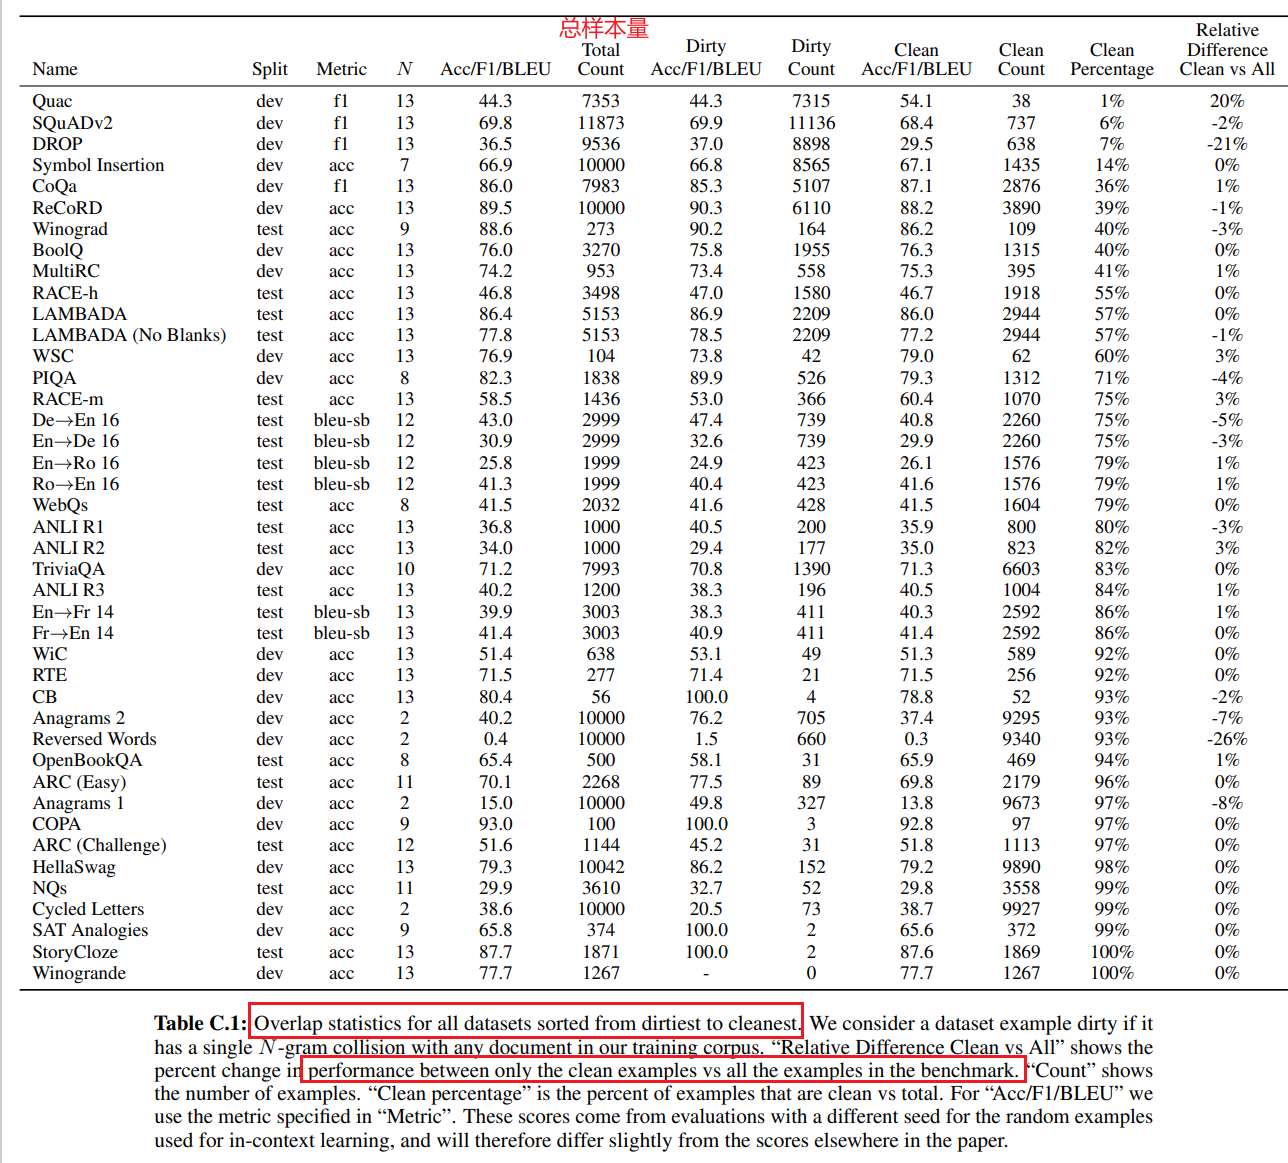 总样本量
Name Split Metric N Acc/F1/BLEU Total Count Dirty Acc/F1/BLEU Dirty Count Clean Acc/F1/BLEU Clean Count Clean Percentage Relative Difference Clean vs All
Quac dev f1 13 44.3 7353 44.3 7315 54.1 38 1% 20%
SQuADv2 dev f1 13 69.8 11873 69.9 11136 68.4 737 6% -2%
DROP dev f1 13 36.5 9536 37.0 8898 29.5 638 7% -21%
Symbol Insertion dev acc 7 66.9 10000 66.8 8565 67.1 1435 14% 0%
CoQa dev f1 13 86.0 7983 85.3 5107 87.1 2876 36% 1%
ReCoRD dev acc 13 89.5 10000 90.3 6110 88.2 3890 39% -1%
Winograd test acc 9 88.6 273 90.2 164 86.2 109 40% -3%
BoolQ dev acc 13 76.0 3270 75.8 1955 76.3 1315 40% 0%
MultiRC dev acc 13 74.2 953 73.4 558 75.3 395 41% 1%
RACE-h test acc 13 46.8 3498 47.0 1580 46.7 1918 55% 0%
LAMBADA test acc 13 86.4 5153 86.9 2209 86.0 2944 57% 0%
LAMBADA (No Blanks) test acc 13 77.8 5153 78.5 2209 77.2 2944 57% -1%
WSC dev acc 13 76.9 104 73.8 42 79.0 62 60% 3%
PIQA dev acc 8 82.3 1838 89.9 526 79.3 1312 71% -4%
RACE-m test acc 13 58.5 1436 53.0 366 60.4 1070 75% 3%
De→En 16 test bleu-sb 12 43.0 2999 47.4 739 40.8 2260 75% -5%
En→De 16 test bleu-sb 12 30.9 2999 32.6 739 29.9 2260 75% -3%
En→Ro 16 test bleu-sb 12 25.8 1999 24.9 423 26.1 1576 79% 1%
Ro→En 16 test bleu-sb 12 41.3 1999 40.4 423 41.6 1576 79% 1%
WebQs test acc 8 41.5 2032 41.6 428 41.5 1604 79% 0%
ANLI R1 test acc 13 36.8 1000 40.5 200 35.9 800 80% -3%
ANLI R2 test acc 13 34.0 1000 29.4 177 35.0 823 82% 3%
TriviaQA dev acc 10 71.2 7993 70.8 1390 71.3 6603 83% 0%
ANLI R3 test acc 13 40.2 1200 38.3 196 40.5 1004 84% 1%
En→Fr 14 test bleu-sb 13 39.9 3003 38.3 411 40.3 2592 86% 1%
Fr→En 14 test bleu-sb 13 41.4 3003 40.9 411 41.4 2592 86% 0%
WiC dev acc 13 51.4 638 53.1 49 51.3 589 92% 0%
RTE dev acc 13 71.5 277 71.4 21 71.5 256 92% 0%
CB dev acc 13 80.4 56 100.0 4 78.8 52 93% -2%
Anagrams 2 dev acc 2 40.2 10000 76.2 705 37.4 9295 93% -7%
Reversed Words dev acc 2 0.4 10000 1.5 660 0.3 9340 93% -26%
OpenBookQA test acc 8 65.4 500 58.1 31 65.9 469 94% 1%
ARC (Easy) test acc 11 70.1 2268 77.5 89 69.8 2179 96% 0%
Anagrams 1 dev acc 2 15.0 10000 49.8 327 13.8 9673 97% -8%
COPA dev acc 9 93.0 100 100.0 3 92.8 97 97% 0%
ARC (Challenge) test acc 12 51.6 1144 45.2 31 51.8 1113 97% 0%
HellaSwag dev acc 13 79.3 10042 86.2 152 79.2 9890 98% 0%
NQs test acc 11 29.9 3610 32.7 52 29.8 3558 99% 0%
Cycled Letters dev acc 2 38.6 10000 20.5 73 38.7 9927 99% 0%
SAT Analogies dev acc 9 65.8 374 100.0 2 65.6 372 99% 0%
StoryCloze test acc 13 87.7 1871 100.0 2 87.6 1869 100% 0%
Winogrande dev acc 13 77.7 1267 - 0 77.7 1267 100% 0%
Table C.1: Overlap statistics for all datasets sorted from dirtiest to cleanest. We consider a dataset example dirty if it
has a single N-gram collision with any document in our training corpus. “Relative Difference Clean vs All” shows the
percent change in performance between only the clean examples vs all the examples in the benchmark. “Count” shows
the number of examples. “Clean percentage” is the percent of examples that are clean vs total. For “Acc/F1/BLEU” we
use the metric specified in “Metric”. These scores come from evaluations with a different seed for the random examples
used for in-context learning, and will therefore differ slightly from the scores elsewhere in the paper.